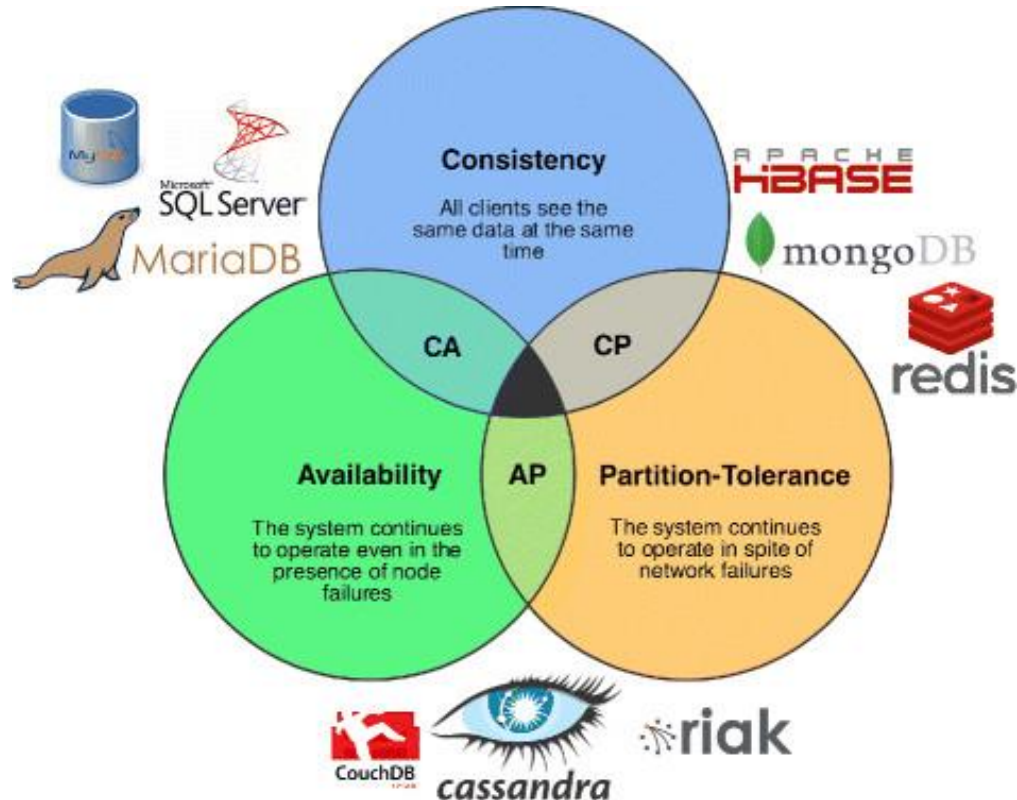 MySQL
Microsoft
SQL Server
MariaDB
Consistency
All clients see the
same data at the same
time
APACHE
HBASE
mongoDB
redis
CA
CP
Availability
The system continues
to operate even in the
presence of node
failures
AP
Partition-Tolerance
The system continues
to operate in spite of
network failures
CouchDB
cassandra
riak